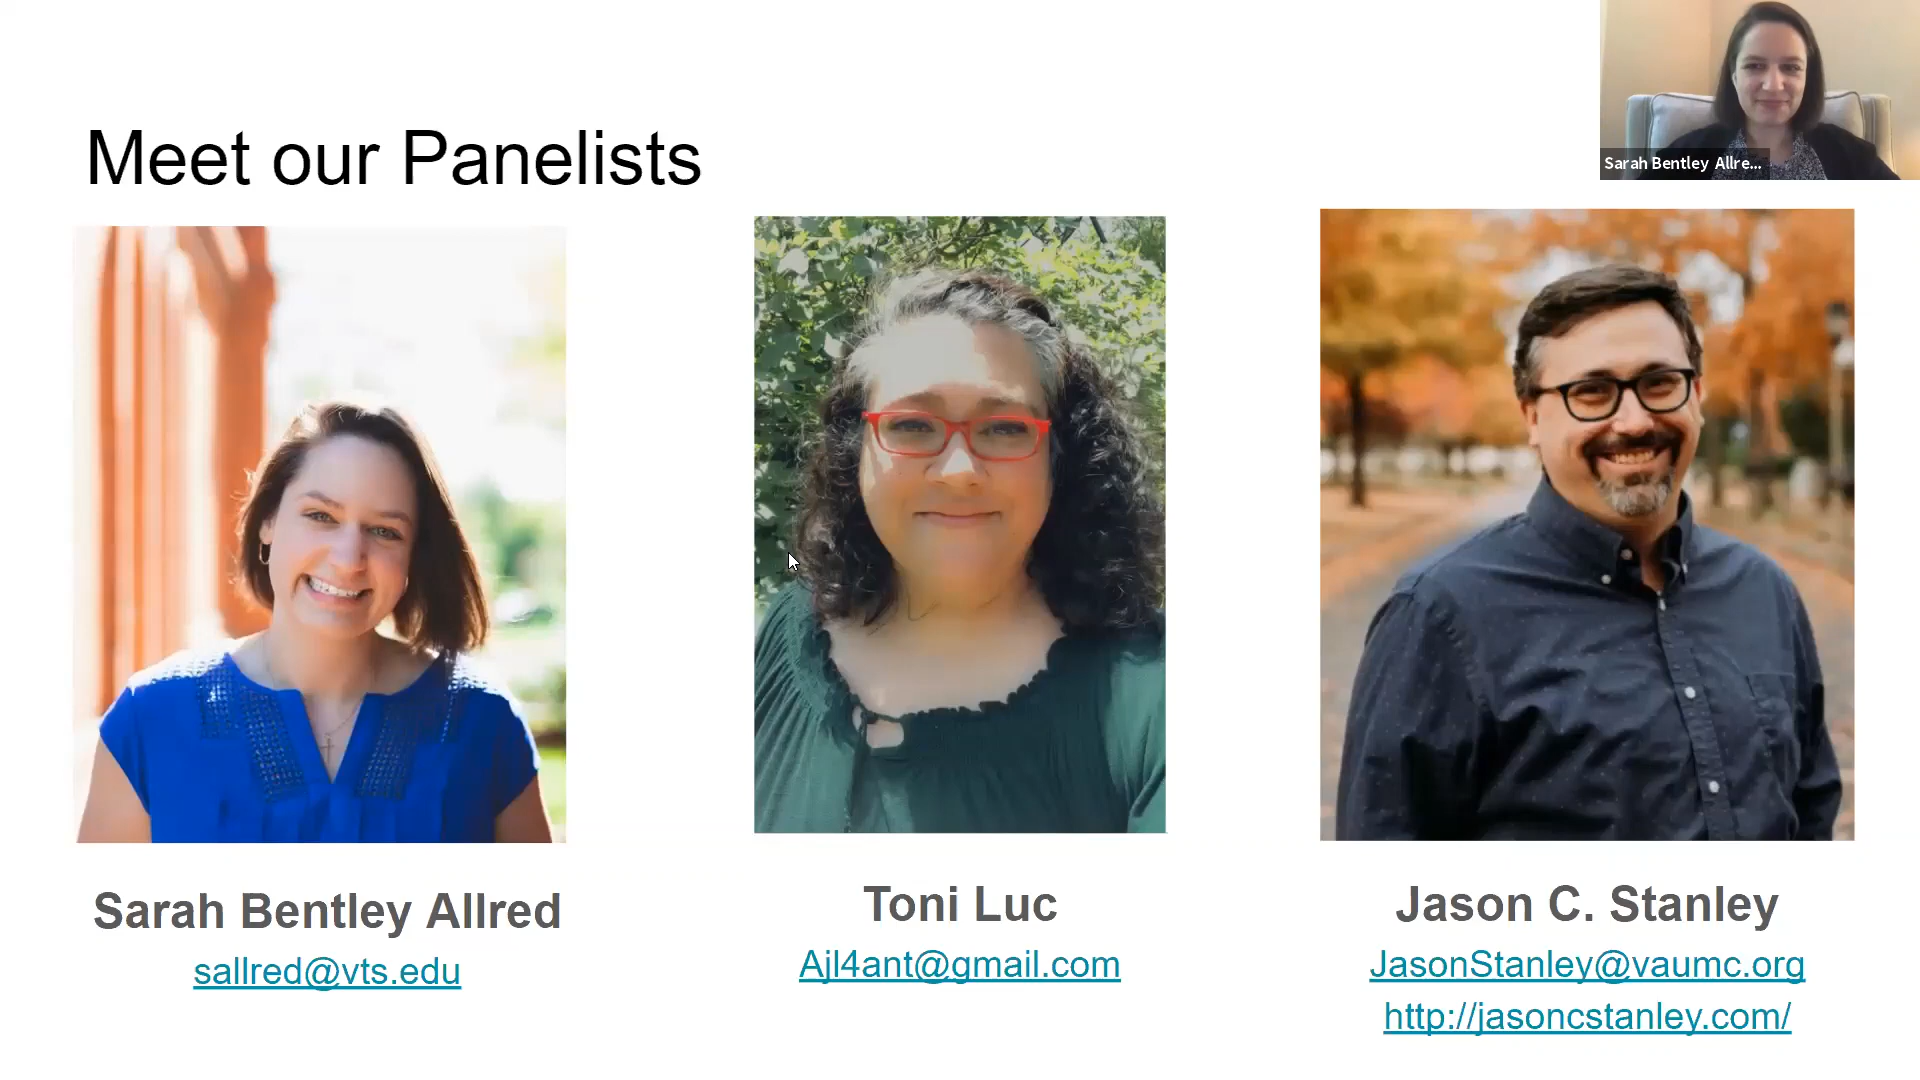 Meet our Panelists
Sarah Bentley Allre...
Sarah Bentley Allred
sallred@vts.edu
Toni Luc
Ajl4ant@gmail.com
Jason C. Stanley
JasonStanley@vaumc.org
http://jasoncstanley.com/